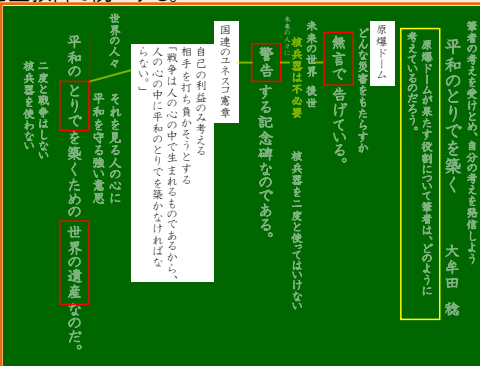 筆者の考えを受けとめ、自分の考えを発信しよう
平和のとりでを築く　大牟田　稔
原爆ドームが果たす役割について筆者は、どのように
考えているのだろう。
原爆ドーム
どんな災害をもたらすか
無言で告げている。
未来の世界　後世
核兵器は不必要
核兵器を二度と使ってはいけない
未来の人々に
警告する記念碑なのである。
国連のユネスコ憲章
自己の利益のみ考える
相手を打ち負かそうとする
「戦争は人の心の中で生まれるものであるから、
人の心の中に平和のとりでを築かなければな
らない。」
世界の人々
それを見る人の心に
平和を守る強い意思
平和のとりでを築くための世界の遺産なのだ。
二度と戦争はしない
核兵器を使わない